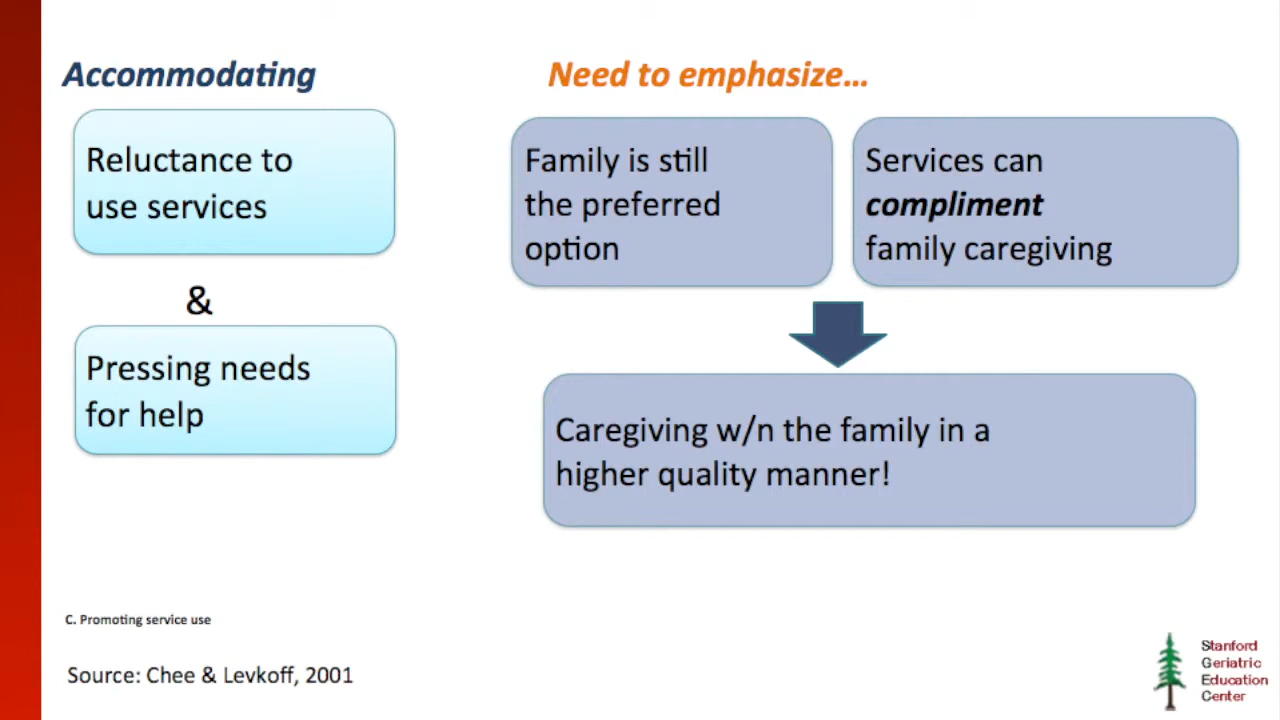 Accommodating
Reluctance to
use services
&
Pressing needs
for help
Need to emphasize...
Family is still
the preferred
option
Services can
compliment
family caregiving
Caregiving w/n the family in a
higher quality manner!
C. Promoting service use
Source: Chee & Levkoff, 2001
Stanford
Geriatric
Education
Center